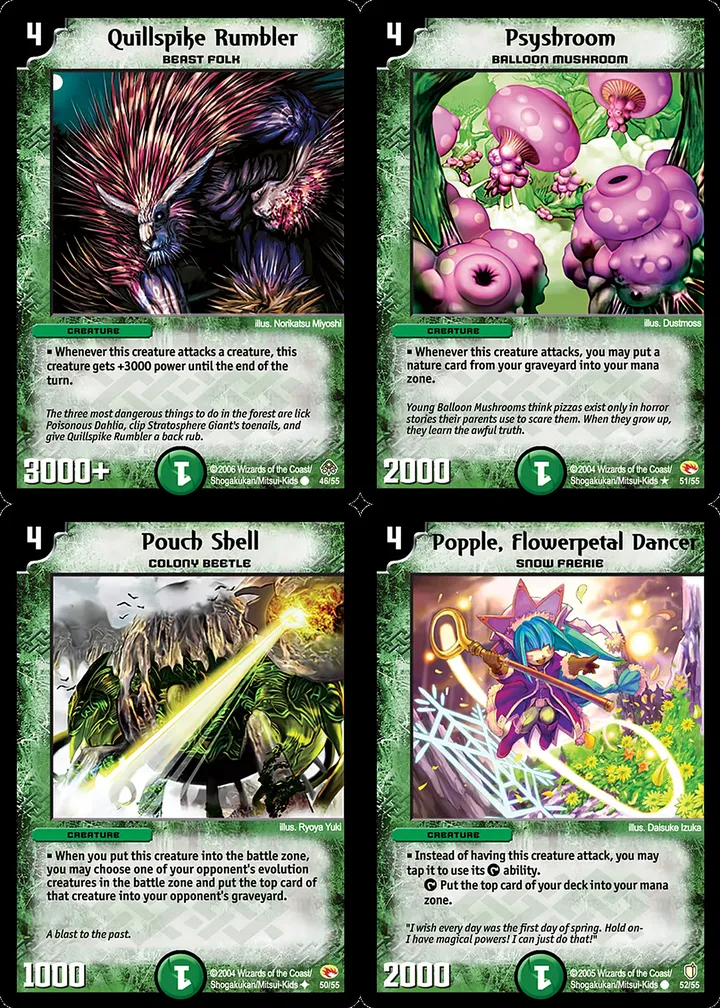 4
Quillspike Rumbler
BEAST FOLK
illus. Norikatsu Miyoshi
CREATURE
▪ Whenever this creature attacks a creature, this
creature gets +3000 power until the end of the
turn.
The three most dangerous things to do in the forest are lick
Poisonous Dahlia, clip Stratosphere Giant's toenails, and
give Quillspike Rumbler a back rub.
3000+
1
©2006 Wizards of the Coast/
Shogakukan/Mitsui-Kids ● 46/55
4
Psyshroom
BALLOON MUSHROOM
illus. Dustmoss
CREATURE
▪ Whenever this creature attacks, you may put a
nature card from your graveyard into your mana
zone.
Young Balloon Mushrooms think pizzas exist only in horror
stories their parents use to scare them. When they grow up,
they learn the awful truth.
2000
1
©2004 Wizards of the Coast/
Shogakukan/Mitsui-Kids ★ 51/55
4
Pouch Shell
COLONY BEETLE
illus. Ryoya Yuki
CREATURE
▪ When you put this creature into the battle zone,
you may choose one of your opponent's evolution
creatures in the battle zone and put the top card of
that creature into your opponent's graveyard.
A blast to the past.
1000
1
©2004 Wizards of the Coast/
Shogakukan/Mitsui-Kids ✦ 50/55
4
Popple, Flowerpetal Dancer
SNOW FAERIE
illus. Daisuke Izuka
CREATURE
▪ Instead of having this creature attack, you may
tap it to use its ability.
Put the top card of your deck into your mana
zone.
"I wish every day was the first day of spring. Hold on-
I have magical powers! I can just do that!"
2000
1
©2005 Wizards of the Coast/
Shogakukan/Mitsui-Kids ● 52/55